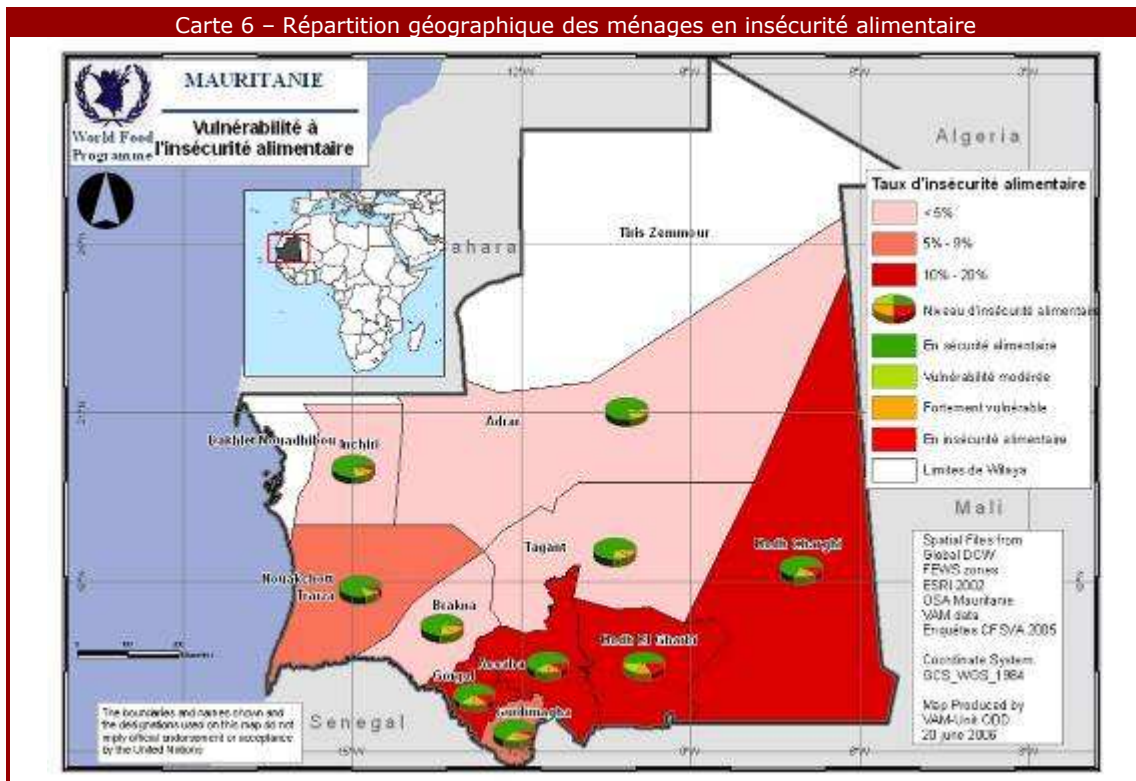 Carte 6 – Répartition géographique des ménages en insécurité alimentaire
MAURITANIE
World Food
Programme
Vulnérabilité à
l'insécurité alimentaire
12°W
9°W
Algeria
Taux d'insécurité alimentaire
<5%
5% - 9%
10% - 20%
Niveau d'insécurité alimentaire
En sécurité alimentaire
Vulnérabilité modérée
Fortement vulnérable
En insécurité alimentaire
Limites de Wilaya
ahara
Tiris Zemmour
Adrar
Dakhlet Nouadhibou
Inchiri
Tagant
Hodh Charghi
Nouakchott
Trarza
Brakna
Hodh El Gharbi
Assaba
Gorgol
Guidimagha
Mali
Senegal
Spatial Files from
Global DCW
FEWS zones
ESRI 2002
OSA Mauritanie
VAM data
Enquêtes CFSVA 2005
Coordinate System:
GCS_WGS_1984
Map Produced by
VAM-Unit ODD
20 june 2006
The boundaries and names shown and
the designations used on this map do not
imply official endorsement or acceptance
by the United Nations
15°W
9°W